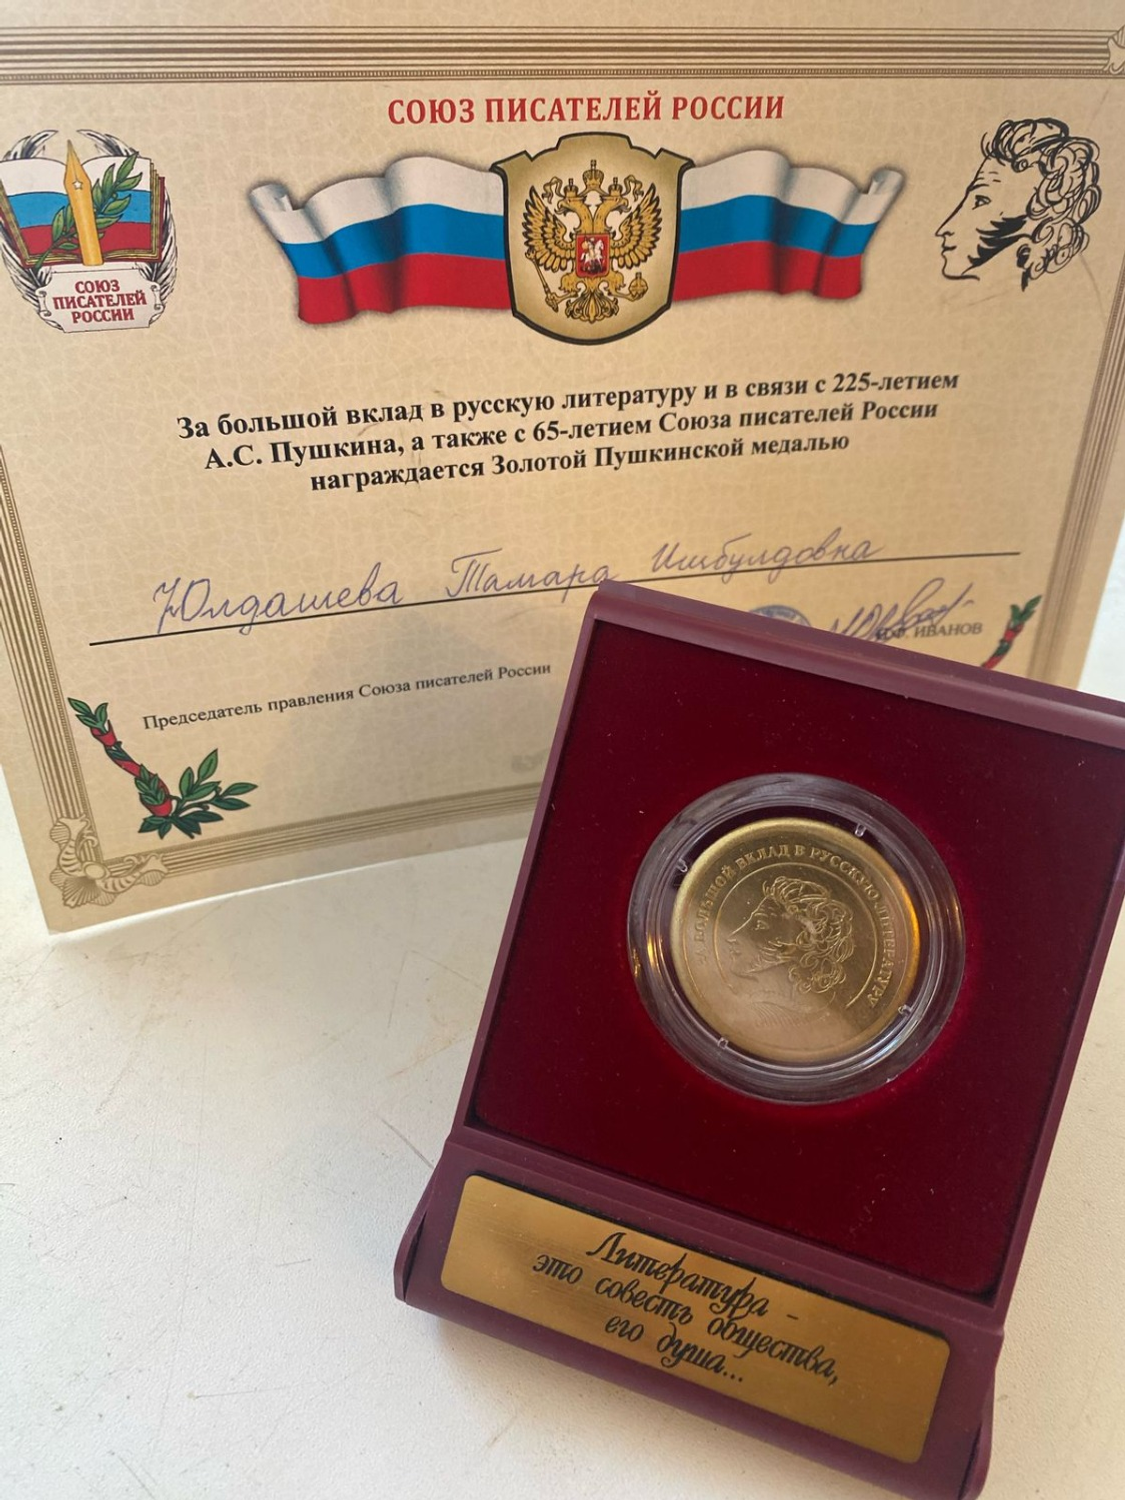 СОЮЗ ПИСАТЕЛЕЙ РОССИИ
СОЮЗ
ПИСАТЕЛЕЙ
РОССИИ
За большой вклад в русскую литературу и в связи с 225-летием
А.С. Пушкина, а также с 65-летием Союза писателей России
награждается Золотой Пушкинской медалью
Юлдашева Тамара Ишбулдовна
ИВАНОВ
Председатель правления Союза писателей России
БОЛЬШОЙ ВКЛАД В РУССКУЮ ЛИТЕРАТУРУ
Литература -
это совесть общества,
его душа...